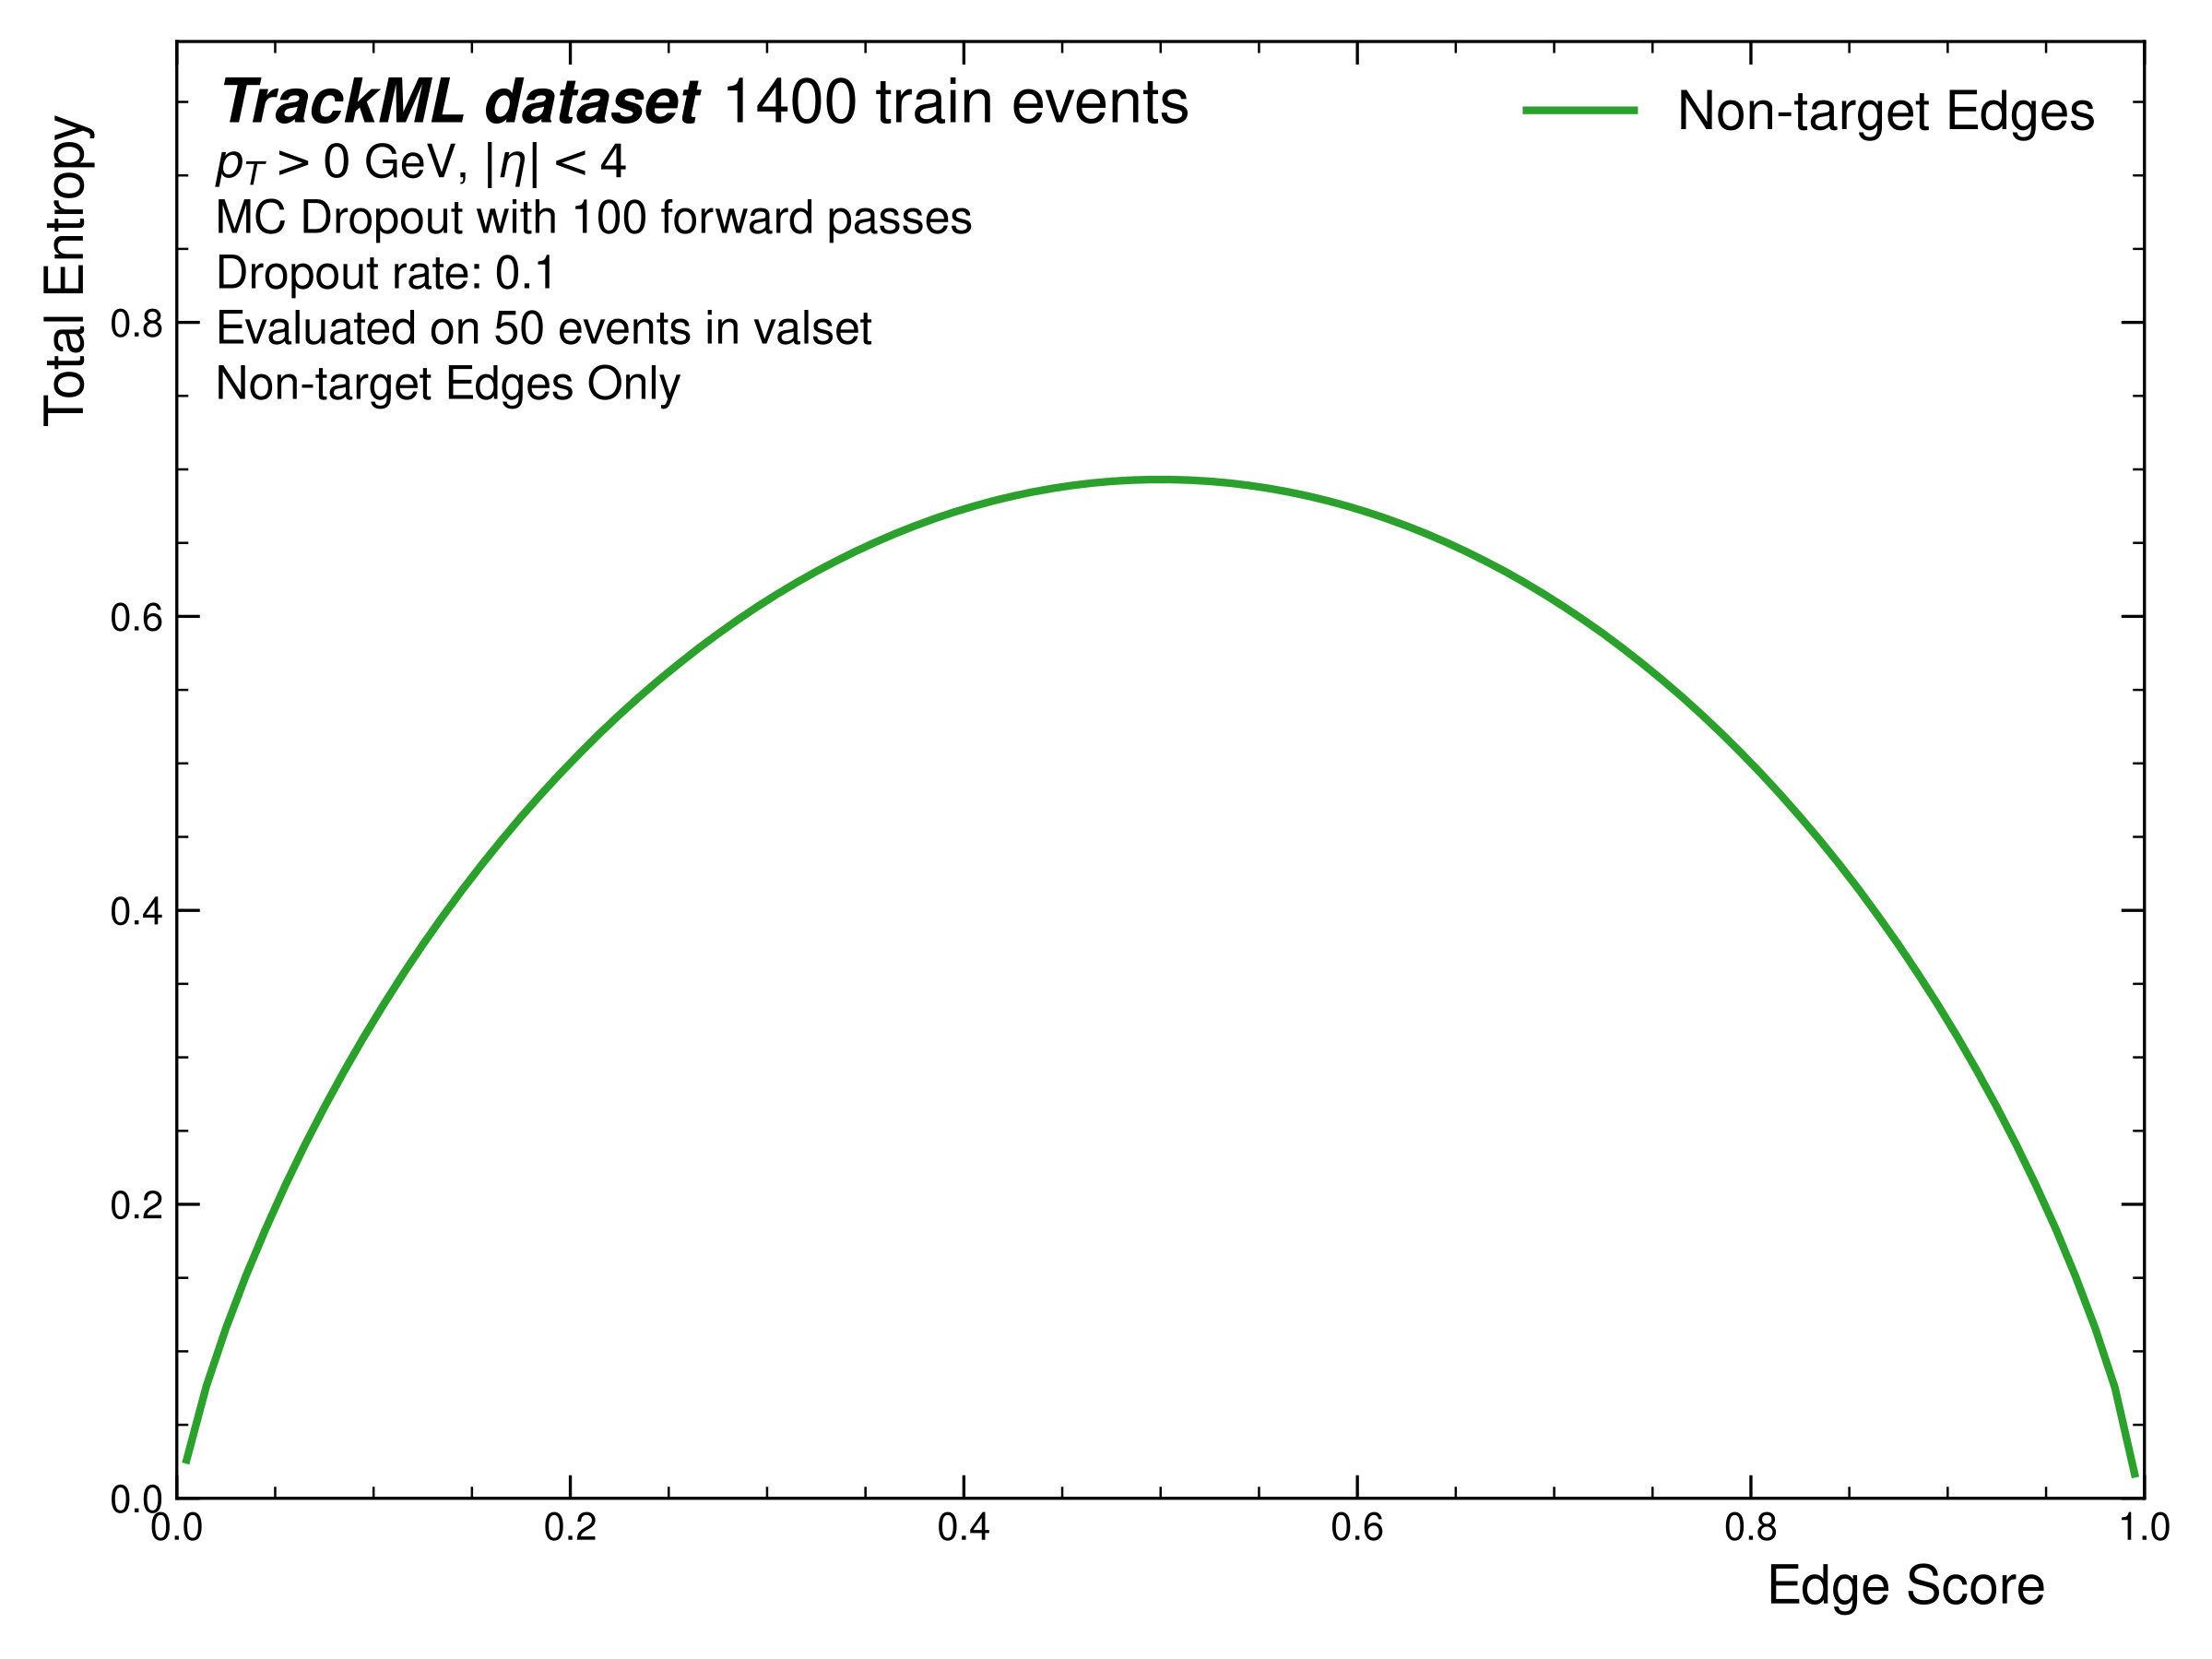 TrackML dataset 1400 train events
p_T > 0 GeV, |η| < 4
MC Dropout with 100 forward passes
Dropout rate: 0.1
Evaluated on 50 events in valset
Non-target Edges Only
Non-target Edges
Total Entropy
0.8
0.6
0.4
0.2
0.0
0.0 0.2 0.4 0.6 0.8 1.0
Edge Score